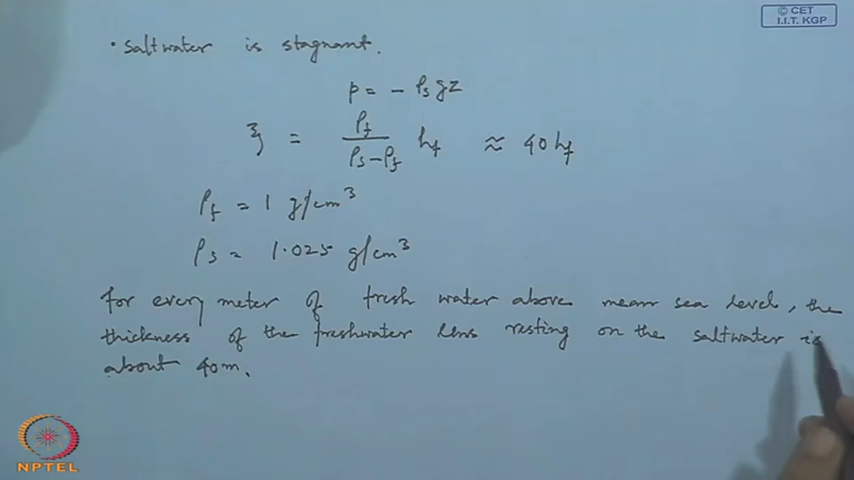 © CET
I.I.T. KGP
• saltwater is stagnant.
p = - ρs g z
ξ = ρf / (ρs - ρf) hf ≈ 40 hf
ρf = 1 g/cm³
ρs = 1.025 g/cm³
For every meter of fresh water above mean sea level, the
thickness of the freshwater lens resting on the saltwater is
about 40m.
NPTEL